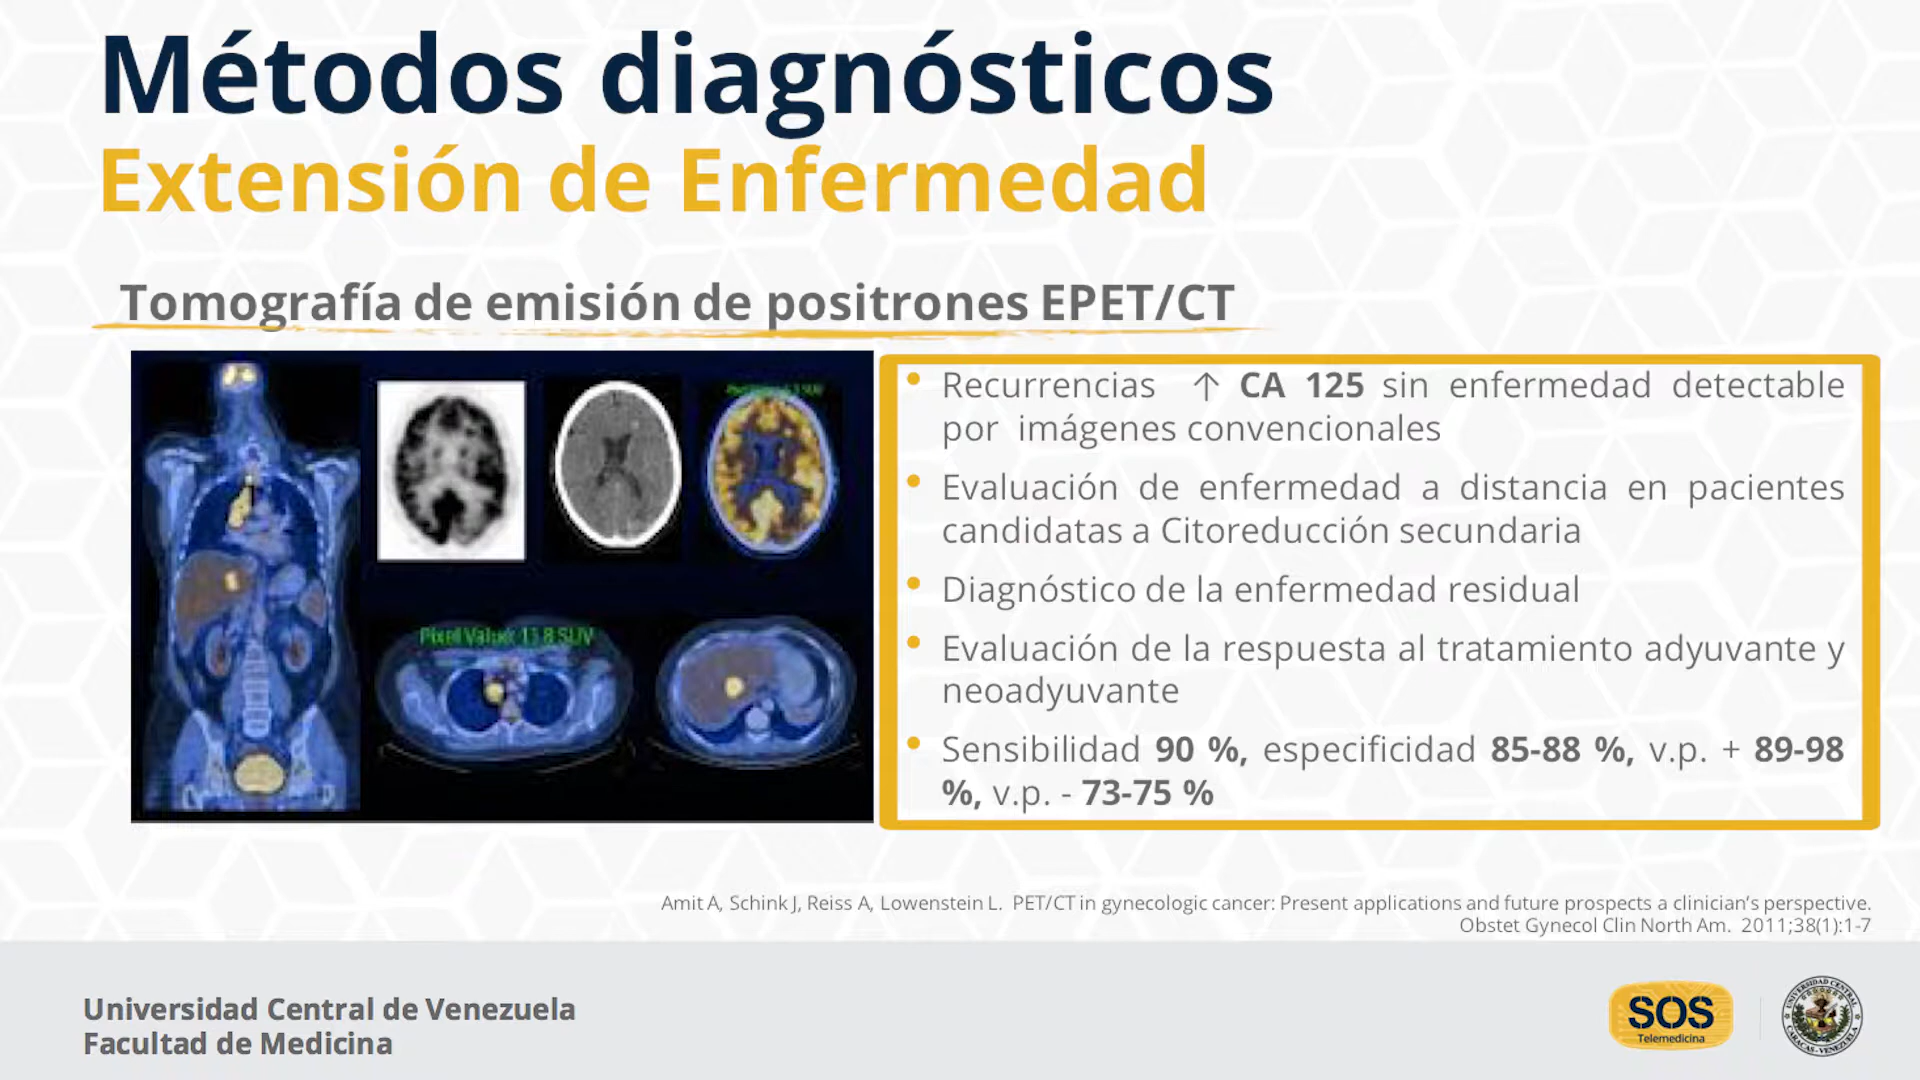 Métodos diagnósticos
Extensión de Enfermedad
Tomografía de emisión de positrones EPET/CT
Pixel Value: 13.8 SUV
• Recurrencias ↑ CA 125 sin enfermedad detectable
por imágenes convencionales
• Evaluación de enfermedad a distancia en pacientes
candidatas a Citoreducción secundaria
• Diagnóstico de la enfermedad residual
• Evaluación de la respuesta al tratamiento adyuvante y
neoadyuvante
• Sensibilidad 90 %, especificidad 85-88 %, v.p. + 89-98
%, v.p. - 73-75 %
Amit A, Schink J, Reiss A, Lowenstein L. PET/CT in gynecologic cancer: Present applications and future prospects a clinician’s perspective.
Obstet Gynecol Clin North Am. 2011;38(1):1-7
Universidad Central de Venezuela
Facultad de Medicina
SOS
Telemedicina
UNIVERSIDAD CENTRAL
CARACAS - VENEZUELA